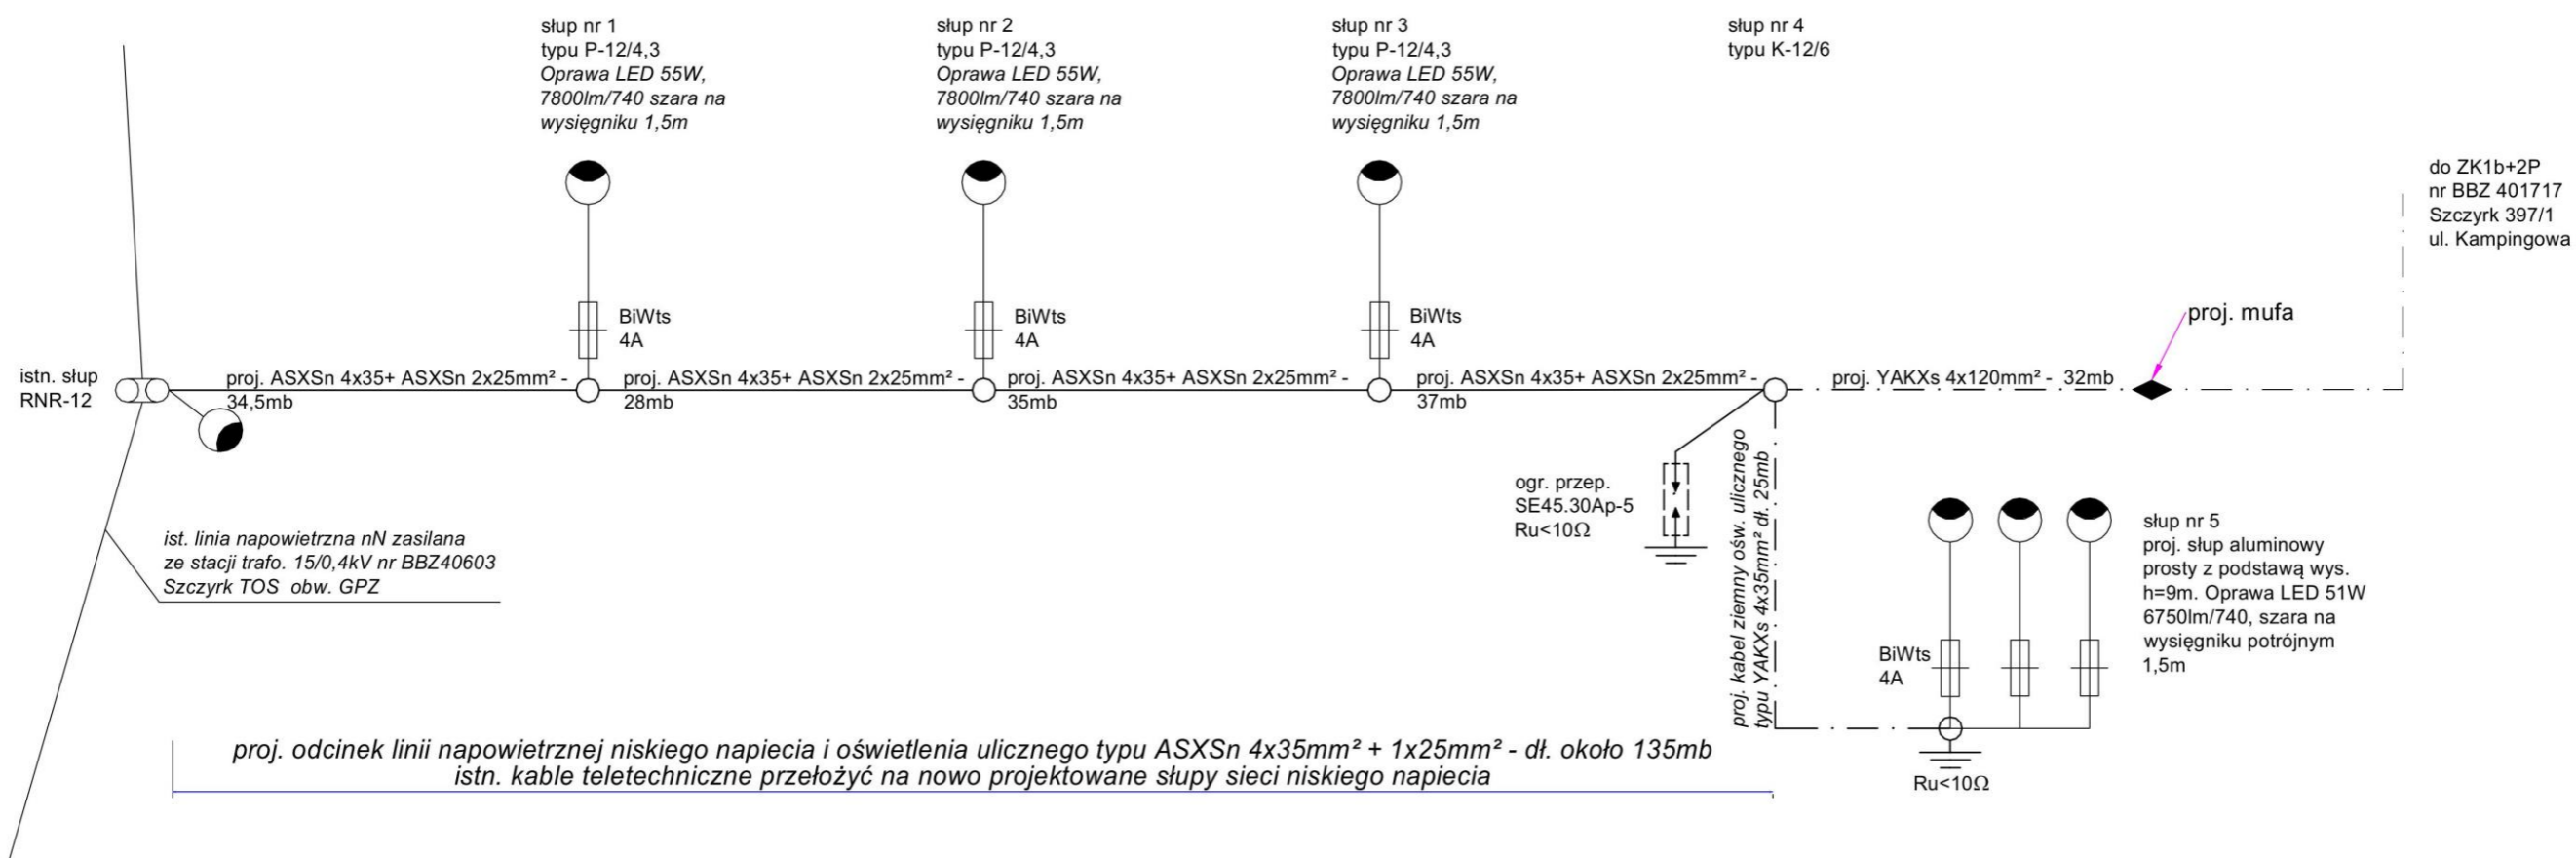 słup nr 1
typu P-12/4,3
Oprawa LED 55W,
7800lm/740 szara na
wysięgniku 1,5m
słup nr 2
typu P-12/4,3
Oprawa LED 55W,
7800lm/740 szara na
wysięgniku 1,5m
słup nr 3
typu P-12/4,3
Oprawa LED 55W,
7800lm/740 szara na
wysięgniku 1,5m
słup nr 4
typu K-12/6
do ZK1b+2P
nr BBZ 401717
Szczyrk 397/1
ul. Kampingowa
BiWts
4A
BiWts
4A
BiWts
4A
proj. mufa
istn. słup
RNR-12
proj. ASXSn 4x35+ ASXSn 2x25mm² -
34,5mb
proj. ASXSn 4x35+ ASXSn 2x25mm² -
28mb
proj. ASXSn 4x35+ ASXSn 2x25mm² -
35mb
proj. ASXSn 4x35+ ASXSn 2x25mm² -
37mb
proj. YAKXs 4x120mm² - 32mb
ist. linia napowietrzna nN zasilana
ze stacji trafo. 15/0,4kV nr BBZ40603
Szczyrk TOS obw. GPZ
ogr. przep.
SE45.30Ap-5
Ru<10Ω
proj. kabel ziemny ośw. ulicznego
typu YAKXs 4x35mm² dł. 25mb
słup nr 5
proj. słup aluminowy
prosty z podstawą wys.
h=9m. Oprawa LED 51W
6750lm/740, szara na
wysięgniku potrójnym
1,5m
BiWts
4A
Ru<10Ω
proj. odcinek linii napowietrznej niskiego napiecia i oświetlenia ulicznego typu ASXSn 4x35mm² + 1x25mm² - dł. około 135mb
istn. kable teletechniczne przełożyć na nowo projektowane słupy sieci niskiego napiecia